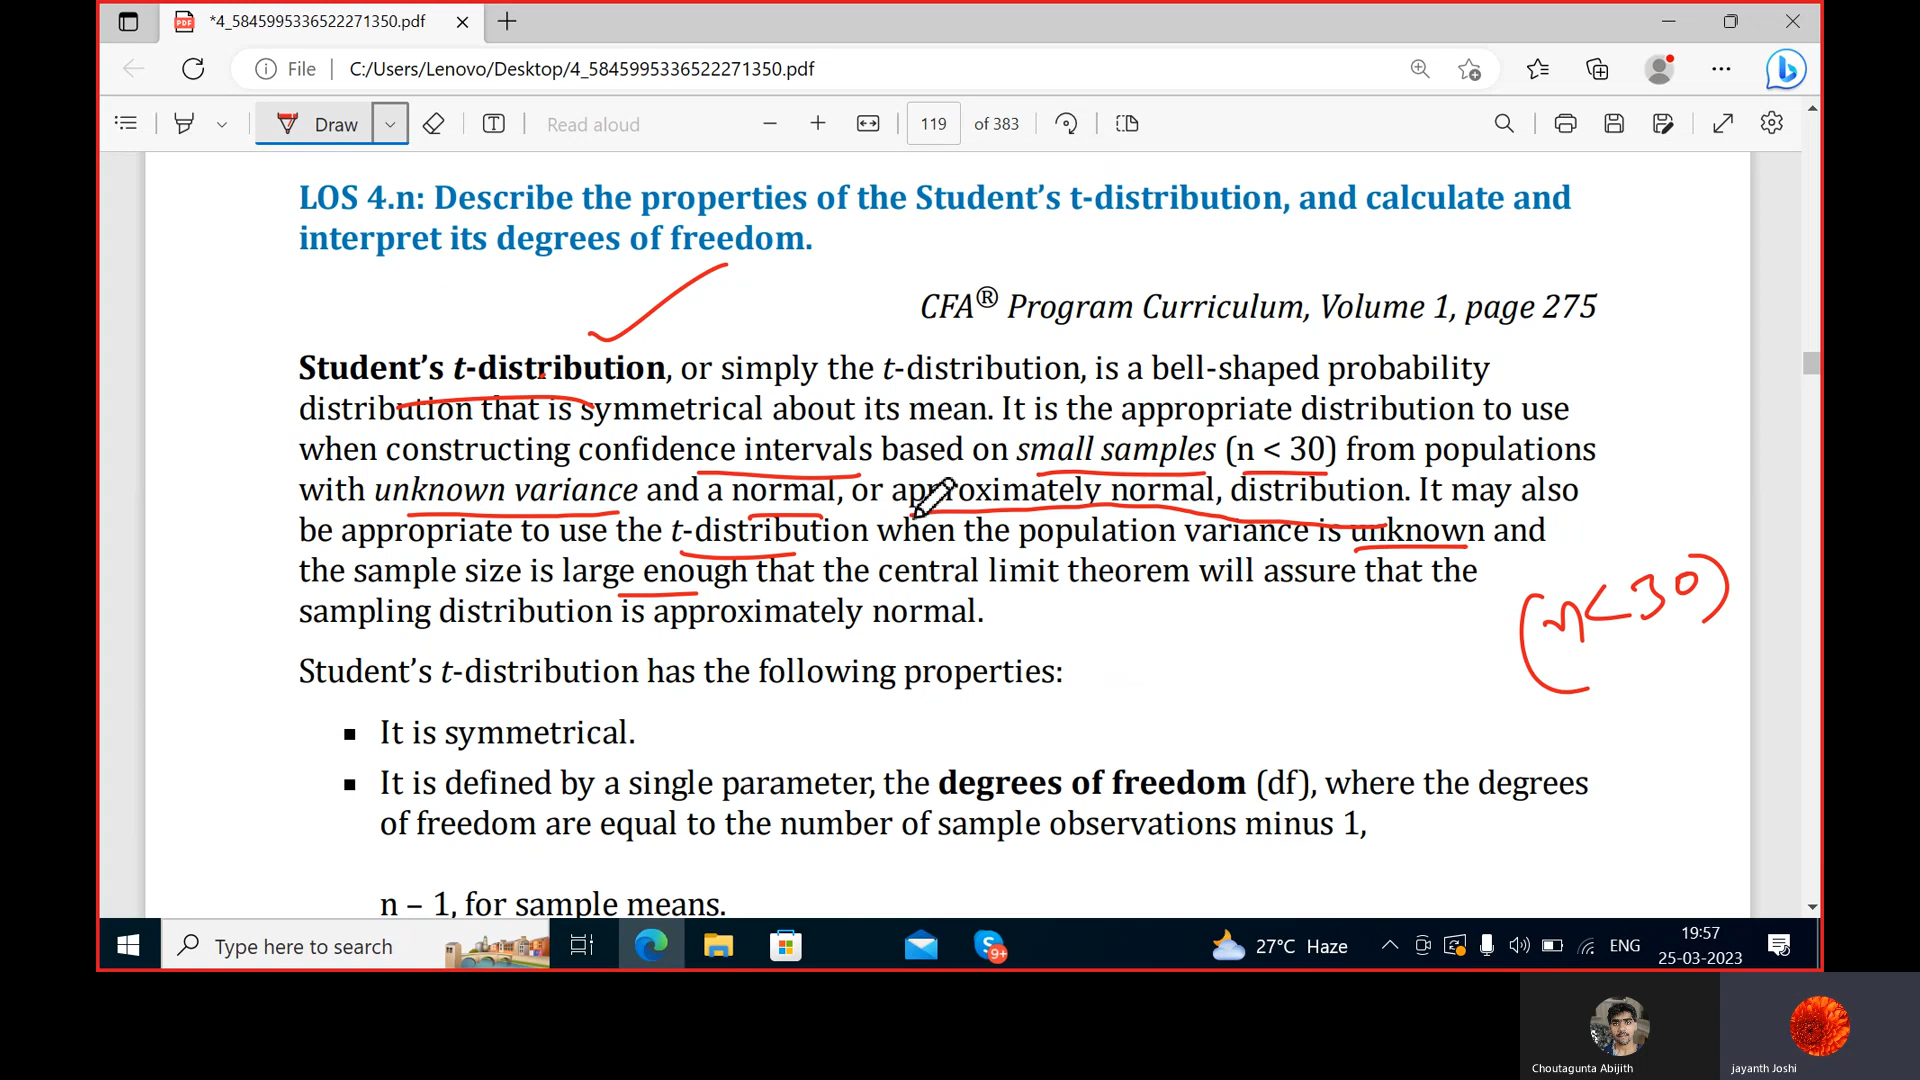 *4_5845995336522271350.pdf
File
C:/Users/Lenovo/Desktop/4_5845995336522271350.pdf
Draw
Read aloud
119 of 383
LOS 4.n: Describe the properties of the Student's t-distribution, and calculate and
interpret its degrees of freedom.
CFA® Program Curriculum, Volume 1, page 275
Student's t-distribution, or simply the t-distribution, is a bell-shaped probability
distribution that is symmetrical about its mean. It is the appropriate distribution to use
when constructing confidence intervals based on small samples (n < 30) from populations
with unknown variance and a normal, or approximately normal, distribution. It may also
be appropriate to use the t-distribution when the population variance is unknown and
the sample size is large enough that the central limit theorem will assure that the
sampling distribution is approximately normal.
(n<30)
Student's t-distribution has the following properties:
▪ It is symmetrical.
▪ It is defined by a single parameter, the degrees of freedom (df), where the degrees
of freedom are equal to the number of sample observations minus 1,
n – 1, for sample means.
Type here to search
9+
27°C Haze
ENG
19:57
25-03-2023
Choutagunta Abijith
jayanth Joshi